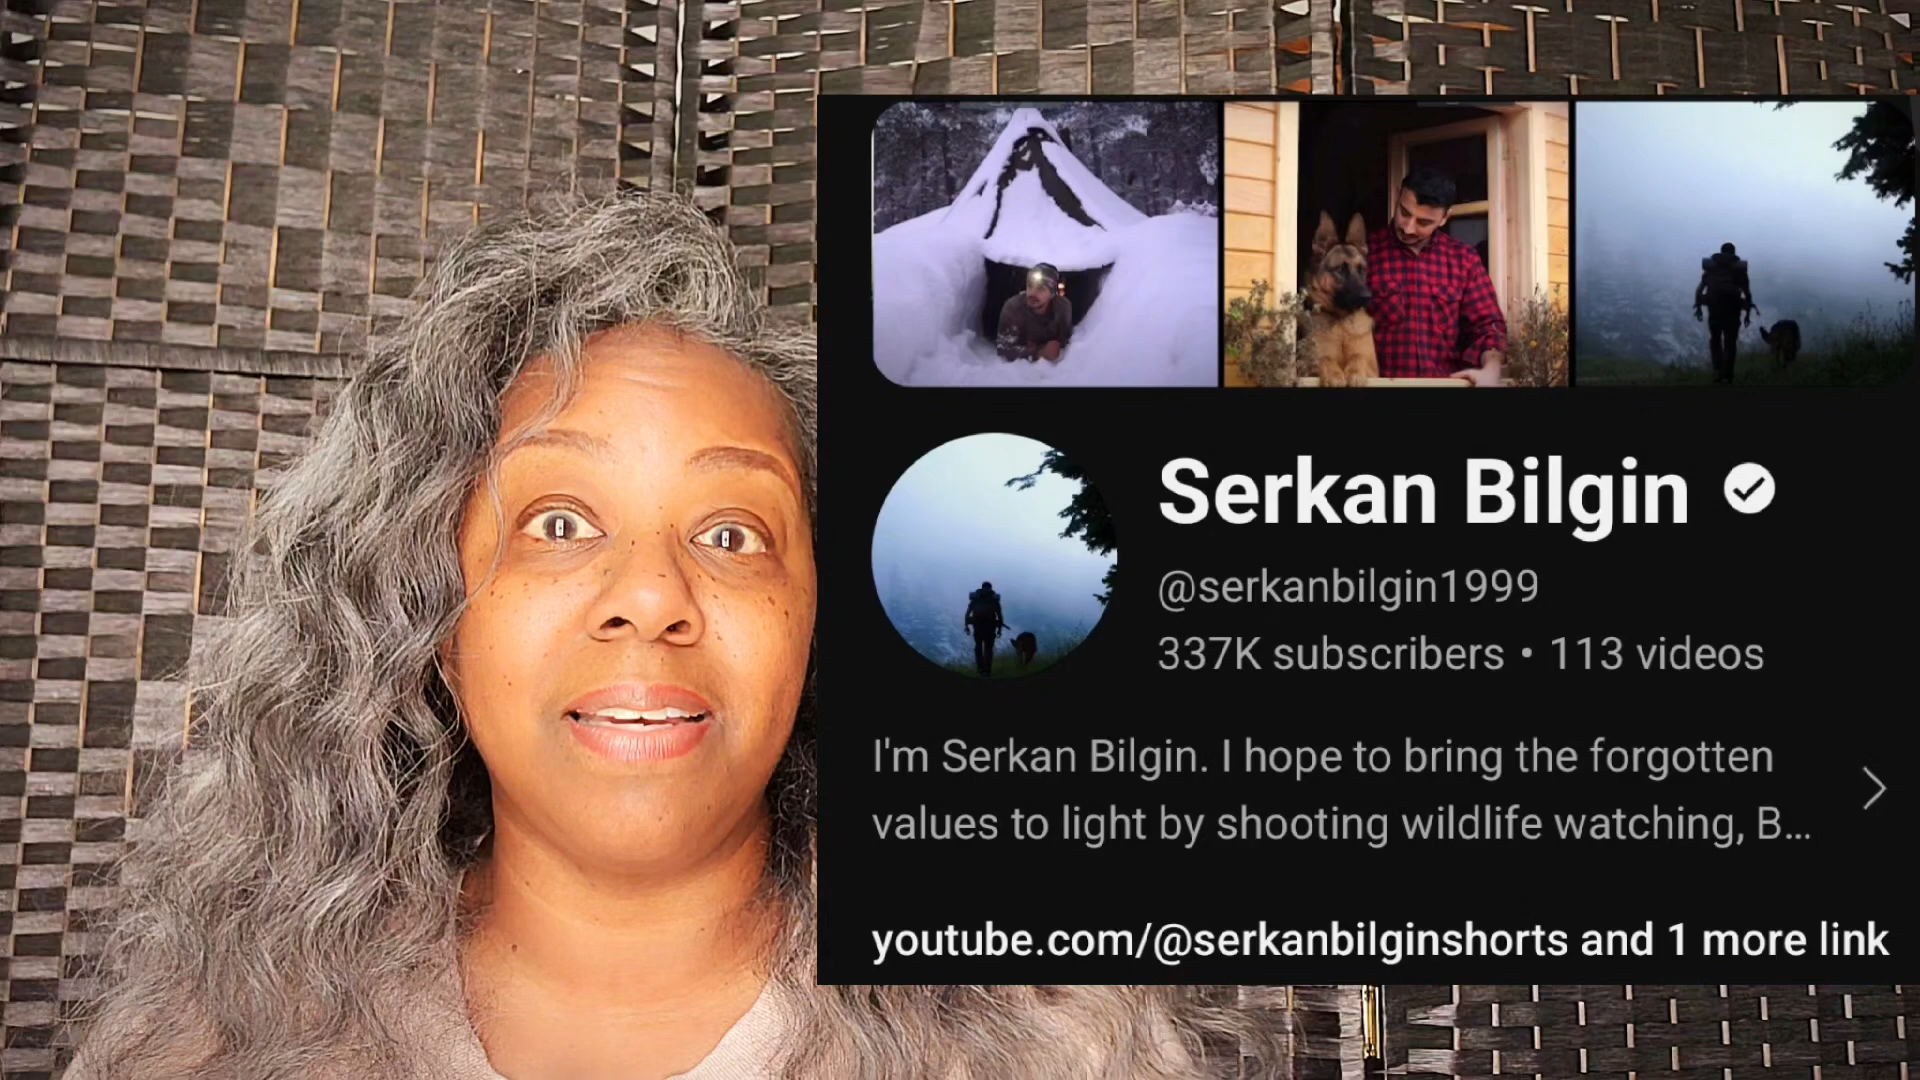 Serkan Bilgin
@serkanbilgin1999
337K subscribers • 113 videos
I'm Serkan Bilgin. I hope to bring the forgotten
values to light by shooting wildlife watching, B...
youtube.com/@serkanbilginshorts and 1 more link